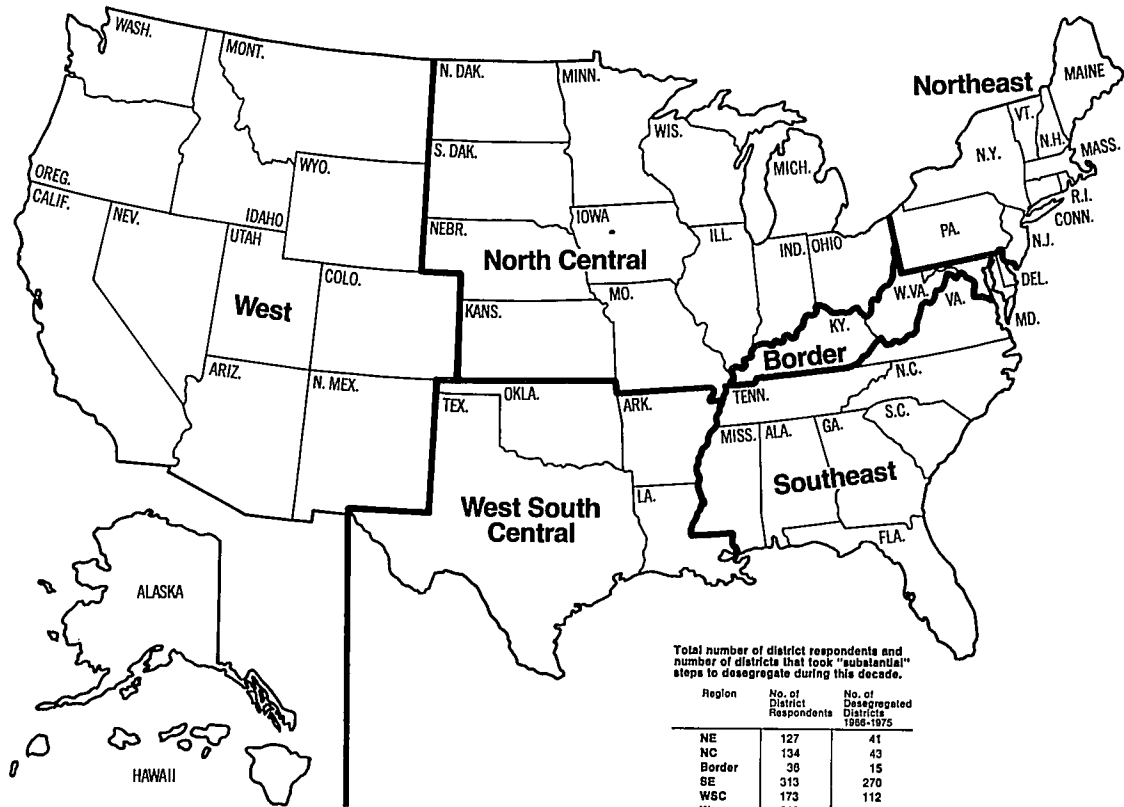 WASH.
MONT.
N. DAK.
MINN.
Northeast
MAINE
VT.
N.H.
MASS.
N.Y.
WIS.
MICH.
S. DAK.
WYO.
OREG.
CALIF.
NEV.
IDAHO
UTAH
NEBR.
IOWA
ILL.
IND.
OHIO
PA.
R.I.
CONN.
N.J.
North Central
West
COLO.
KANS.
MO.
W.VA.
VA.
DEL.
MD.
KY.
Border
ARIZ.
N. MEX.
TEX.
OKLA.
ARK.
TENN.
N.C.
S.C.
MISS.
ALA.
GA.
Southeast
LA.
West South
Central
FLA.
ALASKA
HAWAII
Total number of district respondents and
number of districts that took "substantial"
steps to desegregate during this decade.
Region No. of District Respondents No. of Desegregated Districts 1966-1975
NE 127 41
NC 134 43
Border 36 15
SE 313 270
WSC 173 112